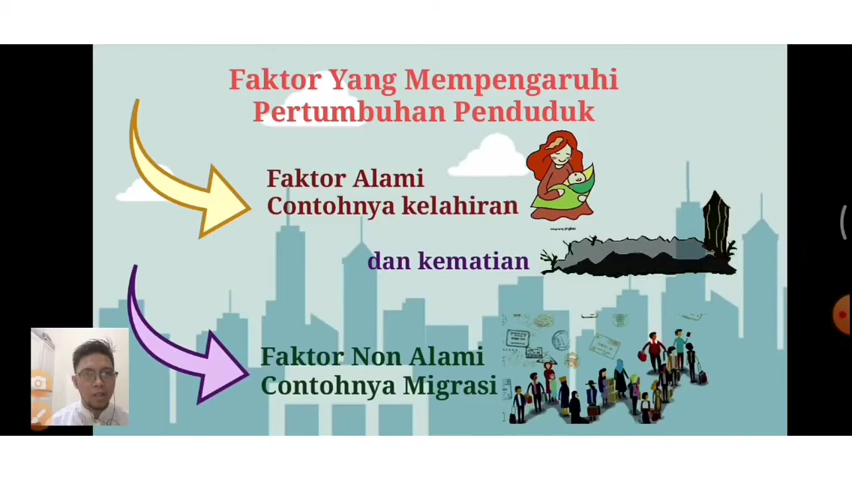 Faktor Yang Mempengaruhi
Pertumbuhan Penduduk
Faktor Alami
Contohnya kelahiran
dan kematian
Faktor Non Alami
Contohnya Migrasi